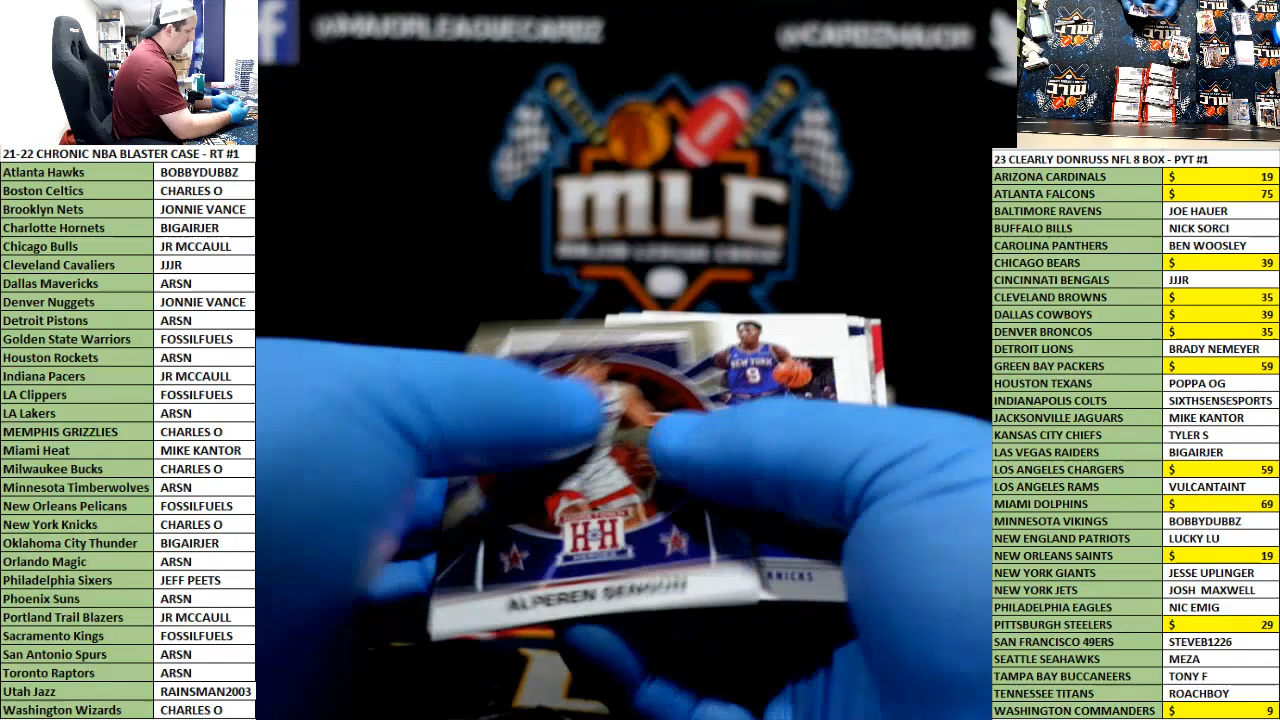 @MAJORLEAGUECARDZ
@CARDZMAJOR
MLC
21-22 CHRONIC NBA BLASTER CASE - RT #1
Atlanta Hawks BOBBYDUBBZ
Boston Celtics CHARLES O
Brooklyn Nets JONNIE VANCE
Charlotte Hornets BIGAIRJER
Chicago Bulls JR MCCAULL
Cleveland Cavaliers JJJR
Dallas Mavericks ARSN
Denver Nuggets JONNIE VANCE
Detroit Pistons ARSN
Golden State Warriors FOSSILFUELS
Houston Rockets ARSN
Indiana Pacers JR MCCAULL
LA Clippers FOSSILFUELS
LA Lakers ARSN
MEMPHIS GRIZZLIES CHARLES O
Miami Heat MIKE KANTOR
Milwaukee Bucks CHARLES O
Minnesota Timberwolves ARSN
New Orleans Pelicans FOSSILFUELS
New York Knicks CHARLES O
Oklahoma City Thunder BIGAIRJER
Orlando Magic ARSN
Philadelphia Sixers JEFF PEETS
Phoenix Suns ARSN
Portland Trail Blazers JR MCCAULL
Sacramento Kings FOSSILFUELS
San Antonio Spurs ARSN
Toronto Raptors ARSN
Utah Jazz RAINSMAN2003
Washington Wizards CHARLES O
NEW YORK
9
H H
KNICKS
ALPEREN SENGUN
23 CLEARLY DONRUSS NFL 8 BOX - PYT #1
ARIZONA CARDINALS $ 19
ATLANTA FALCONS $ 75
BALTIMORE RAVENS JOE HAUER
BUFFALO BILLS NICK SORCI
CAROLINA PANTHERS BEN WOOSLEY
CHICAGO BEARS $ 39
CINCINNATI BENGALS JJJR
CLEVELAND BROWNS $ 35
DALLAS COWBOYS $ 39
DENVER BRONCOS $ 35
DETROIT LIONS BRADY NEMEYER
GREEN BAY PACKERS $ 59
HOUSTON TEXANS POPPA OG
INDIANAPOLIS COLTS SIXTHSENSESPORTS
JACKSONVILLE JAGUARS MIKE KANTOR
KANSAS CITY CHIEFS TYLER S
LAS VEGAS RAIDERS BIGAIRJER
LOS ANGELES CHARGERS $ 59
LOS ANGELES RAMS VULCANTAINT
MIAMI DOLPHINS $ 69
MINNESOTA VIKINGS BOBBYDUBBZ
NEW ENGLAND PATRIOTS LUCKY LU
NEW ORLEANS SAINTS $ 19
NEW YORK GIANTS JESSE UPLINGER
NEW YORK JETS JOSH MAXWELL
PHILADELPHIA EAGLES NIC EMIG
PITTSBURGH STEELERS $ 29
SAN FRANCISCO 49ERS STEVEB1226
SEATTLE SEAHAWKS MEZA
TAMPA BAY BUCCANEERS TONY F
TENNESSEE TITANS ROACHBOY
WASHINGTON COMMANDERS $ 9